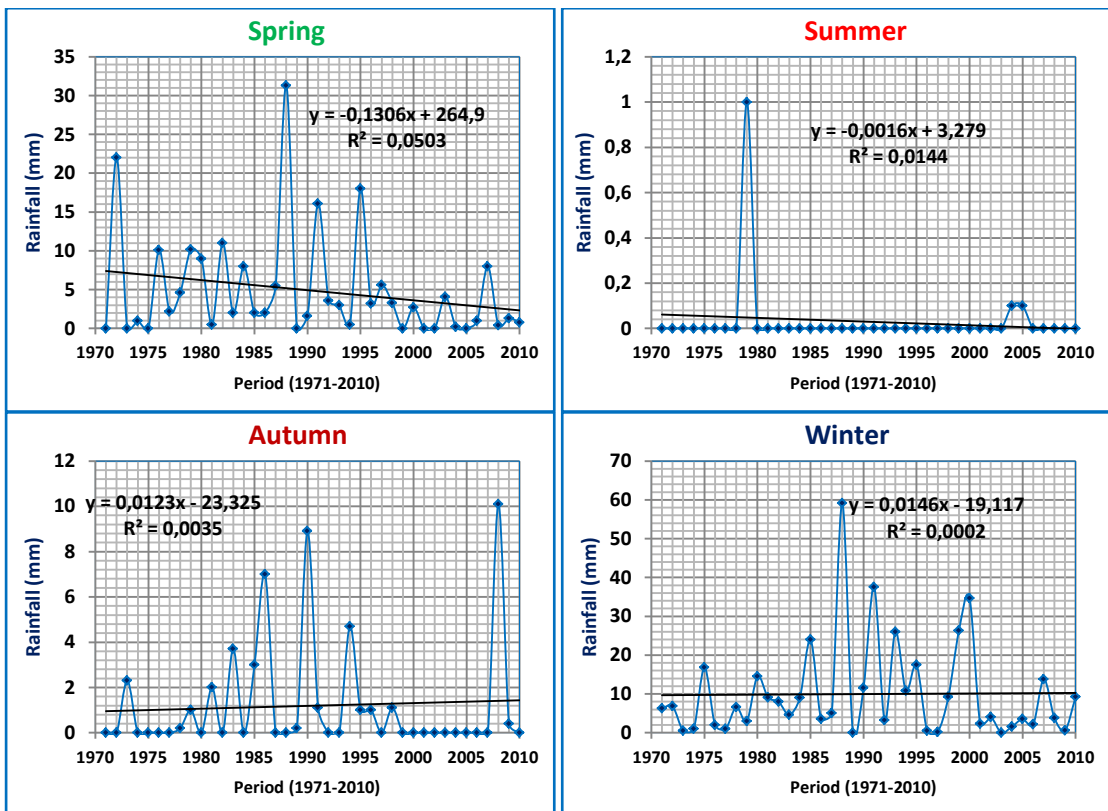 Spring
35
30
25
20
15
10
5
0
Rainfall (mm)
y = -0,1306x + 264,9
R² = 0,0503
1970 1975 1980 1985 1990 1995 2000 2005 2010
Period (1971-2010)
Summer
1,2
1
0,8
0,6
0,4
0,2
0
Rainfall (mm)
y = -0,0016x + 3,279
R² = 0,0144
1970 1975 1980 1985 1990 1995 2000 2005 2010
Period (1971-2010)
Autumn
12
10
8
6
4
2
0
Rainfall (mm)
y = 0,0123x - 23,325
R² = 0,0035
1970 1975 1980 1985 1990 1995 2000 2005 2010
Period (1971-2010)
Winter
70
60
50
40
30
20
10
0
Rainfall (mm)
y = 0,0146x - 19,117
R² = 0,0002
1970 1975 1980 1985 1990 1995 2000 2005 2010
Period (1971-2010)